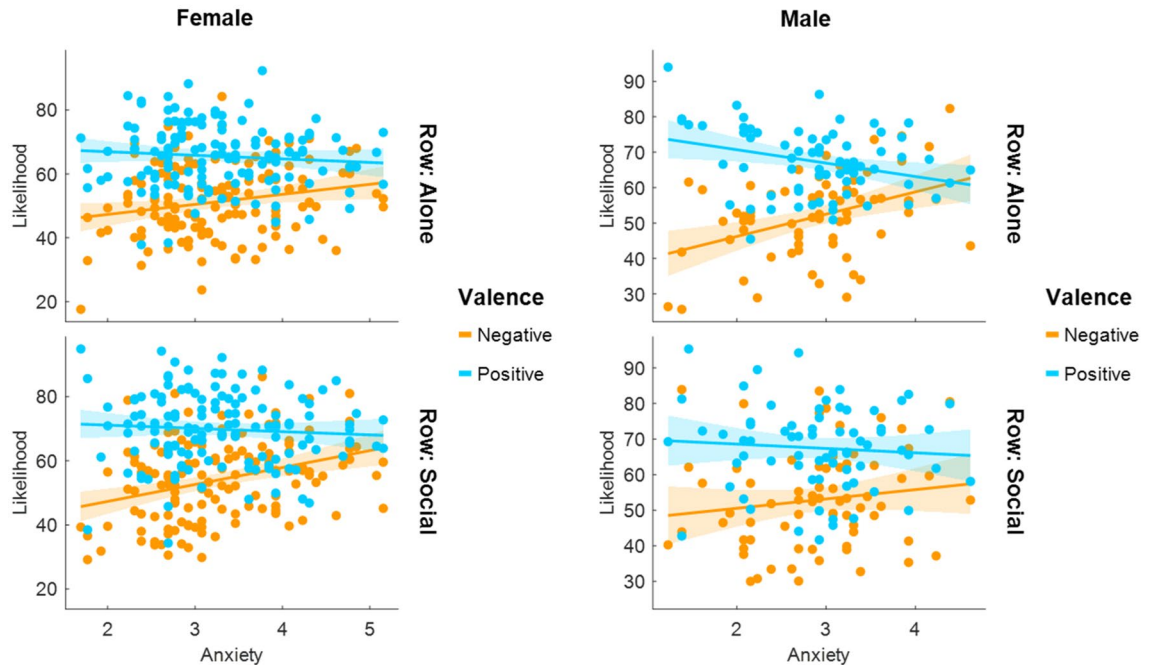 Female
Male
Likelihood
80
60
40
20
Row: Alone
Likelihood
90
80
70
60
50
40
30
Row: Alone
Valence
Negative
Positive
Valence
Negative
Positive
Likelihood
80
60
40
20
Row: Social
Likelihood
90
80
70
60
50
40
30
Row: Social
2 3 4 5
Anxiety
2 3 4
Anxiety